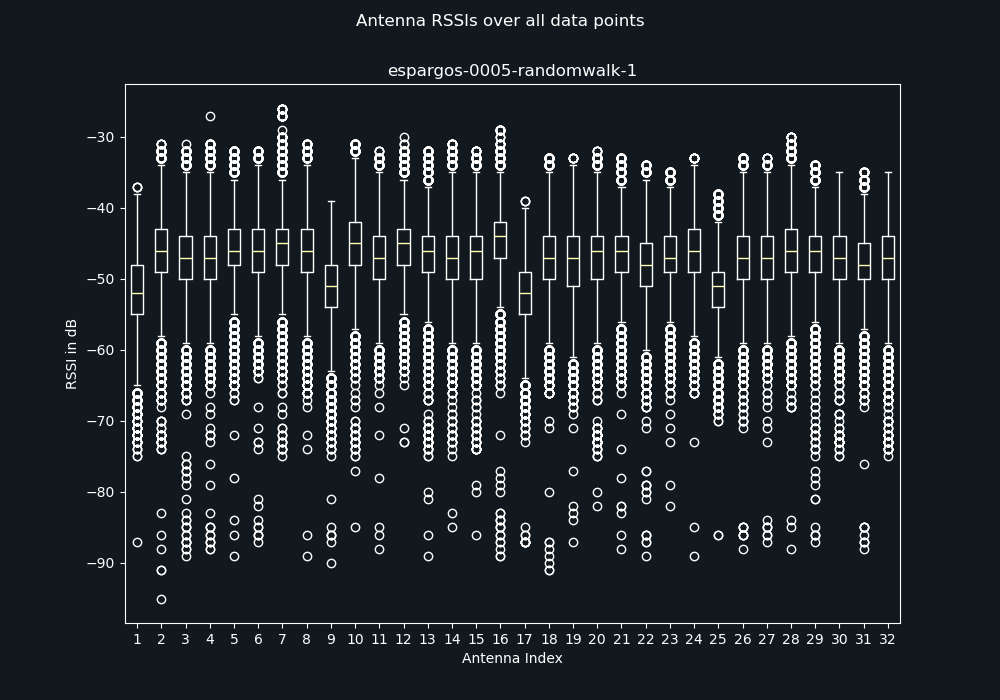 Antenna RSSIs over all data points
espargos-0005-randomwalk-1
RSSI in dB
−30
−40
−50
−60
−70
−80
−90
1 2 3 4 5 6 7 8 9 10 11 12 13 14 15 16 17 18 19 20 21 22 23 24 25 26 27 28 29 30 31 32
Antenna Index